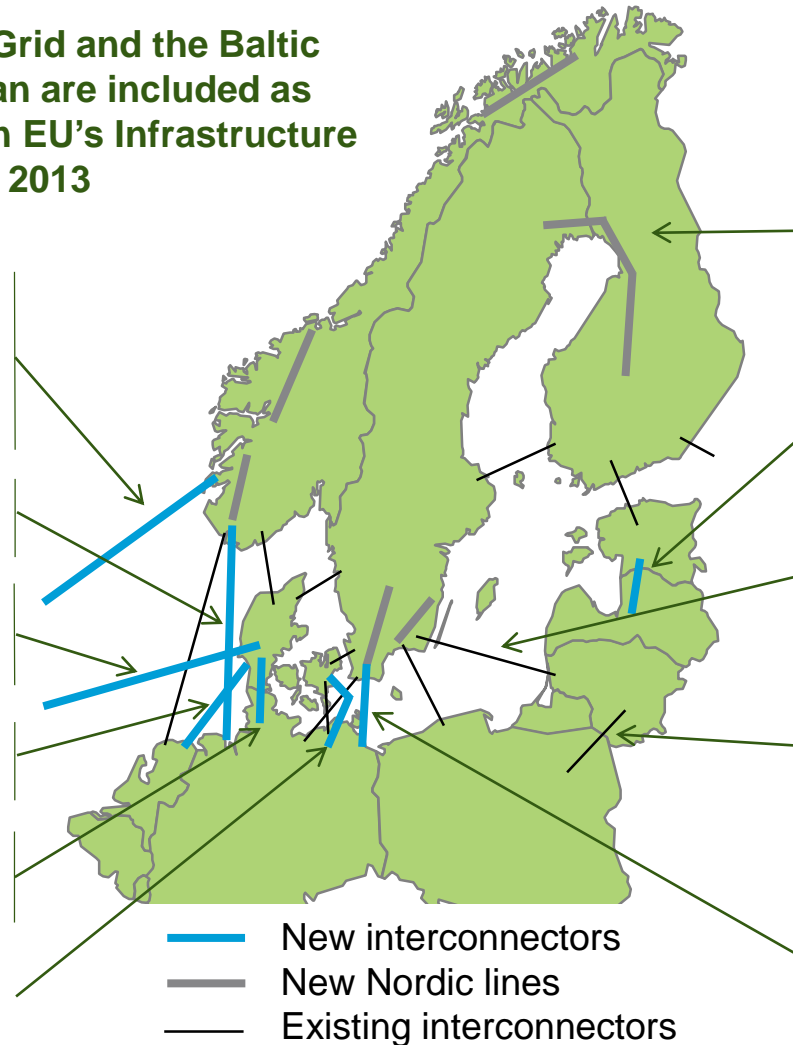 Grid and the Baltic
an are included as
n EU's Infrastructure
2013
New interconnectors
New Nordic lines
Existing interconnectors